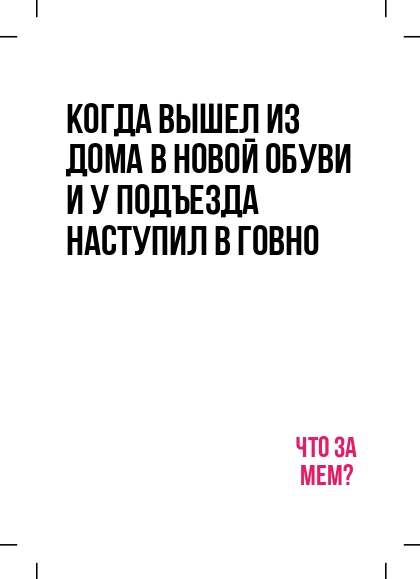 КОГДА ВЫШЕЛ ИЗ
ДОМА В НОВОЙ ОБУВИ
И У ПОДЪЕЗДА
НАСТУПИЛ В ГОВНО
ЧТО ЗА
МЕМ?